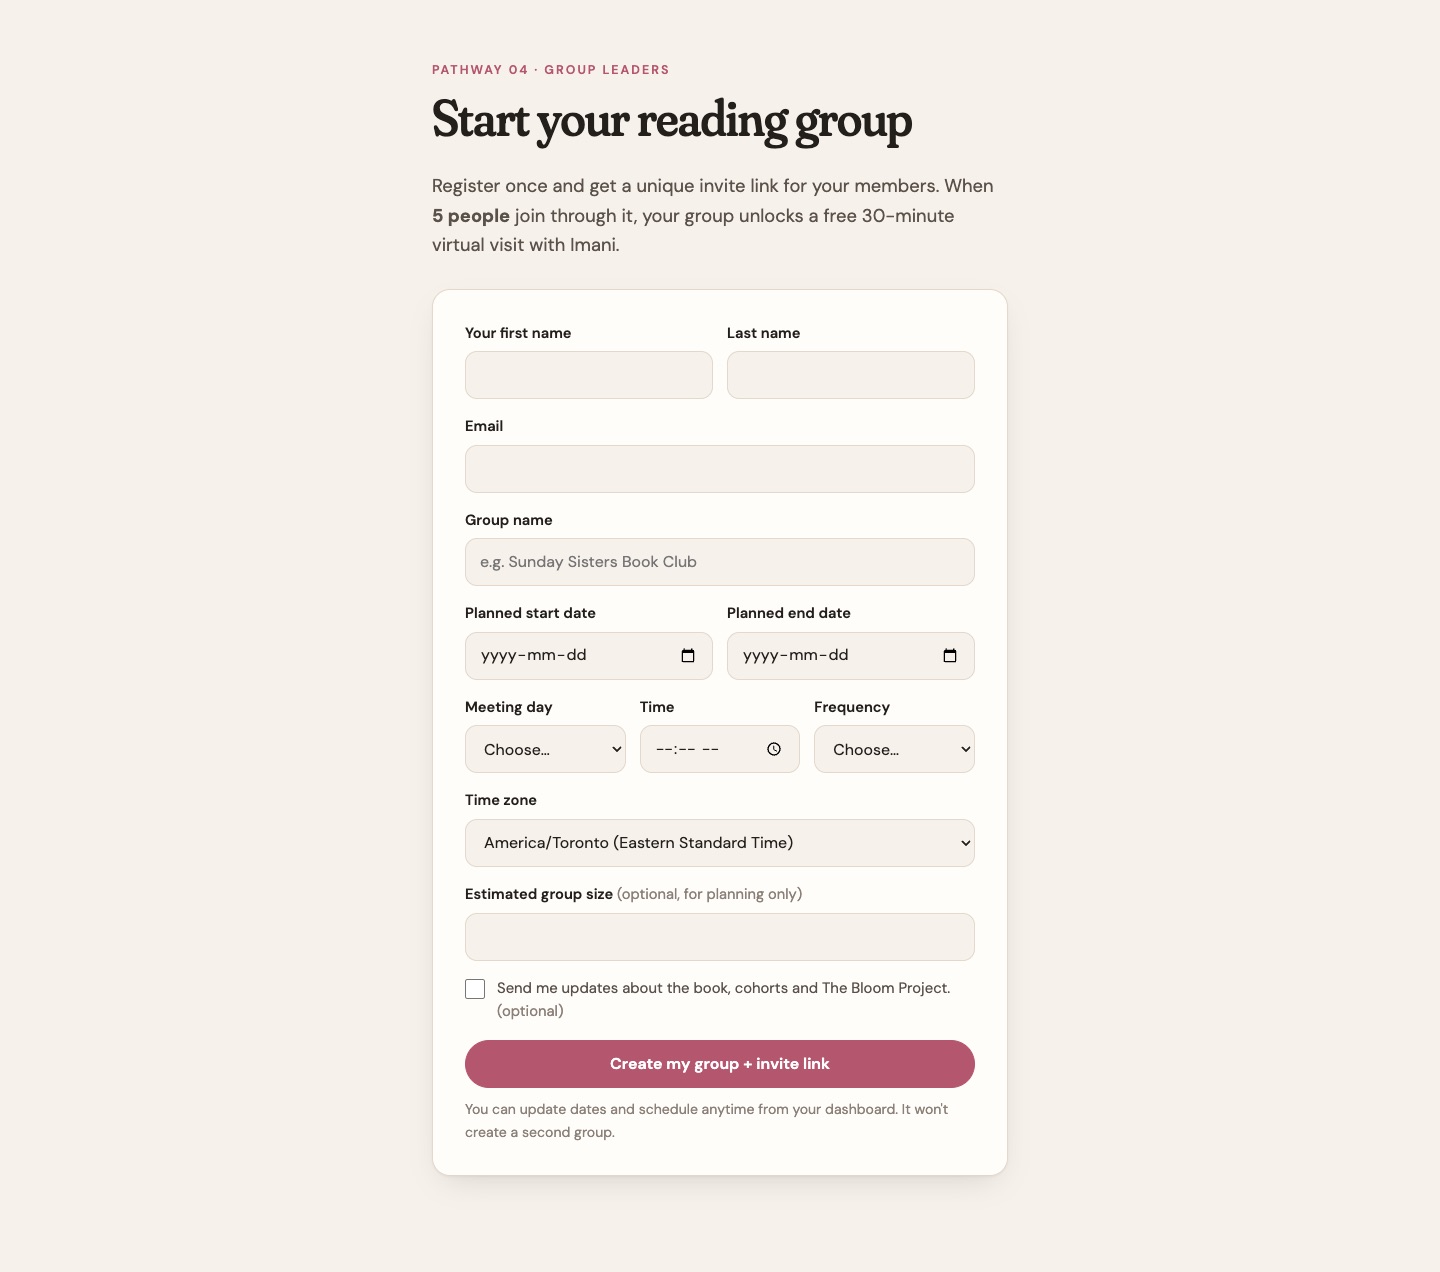 PATHWAY 04 · GROUP LEADERS
Start your reading group
Register once and get a unique invite link for your members. When
5 people join through it, your group unlocks a free 30-minute
virtual visit with Imani.
Your first name
Last name
Email
Group name
e.g. Sunday Sisters Book Club
Planned start date
Planned end date
yyyy-mm-dd
yyyy-mm-dd
Meeting day
Time
Frequency
Choose...
--:-- --
Choose...
Time zone
America/Toronto (Eastern Standard Time)
Estimated group size (optional, for planning only)
Send me updates about the book, cohorts and The Bloom Project.
(optional)
Create my group + invite link
You can update dates and schedule anytime from your dashboard. It won't
create a second group.